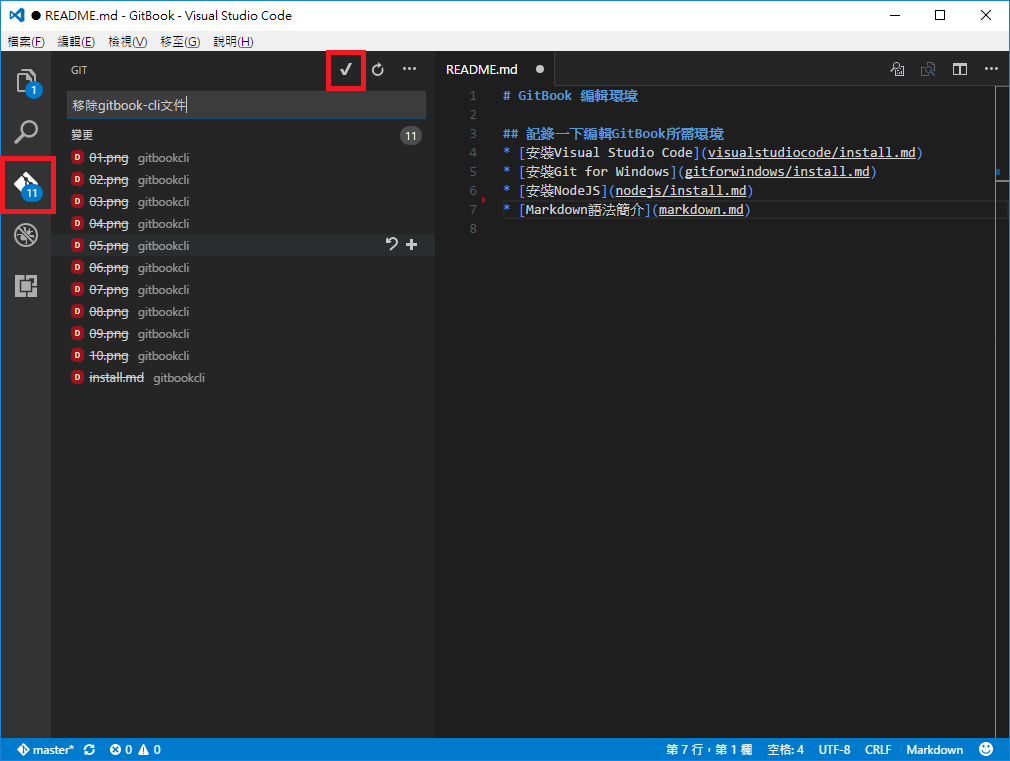 README.md - GitBook - Visual Studio Code
檔案(F) 編輯(E) 檢視(V) 移至(G) 說明(H)
GIT
移除gitbook-cli文件
變更 11
D 01.png gitbookcli
D 02.png gitbookcli
D 03.png gitbookcli
D 04.png gitbookcli
D 05.png gitbookcli
D 06.png gitbookcli
D 07.png gitbookcli
D 08.png gitbookcli
D 09.png gitbookcli
D 10.png gitbookcli
D install.md gitbookcli
1
11
README.md
1 # GitBook 編輯環境
2
3 ## 記錄一下編輯GitBook所需環境
4 * [安裝Visual Studio Code](visualstudiocode/install.md)
5 * [安裝Git for Windows](gitforwindows/install.md)
6 * [安裝NodeJS](nodejs/install.md)
7 * [Markdown語法簡介](markdown.md)
8
master* 0 0 第 7 行，第 1 欄 空格: 4 UTF-8 CRLF Markdown